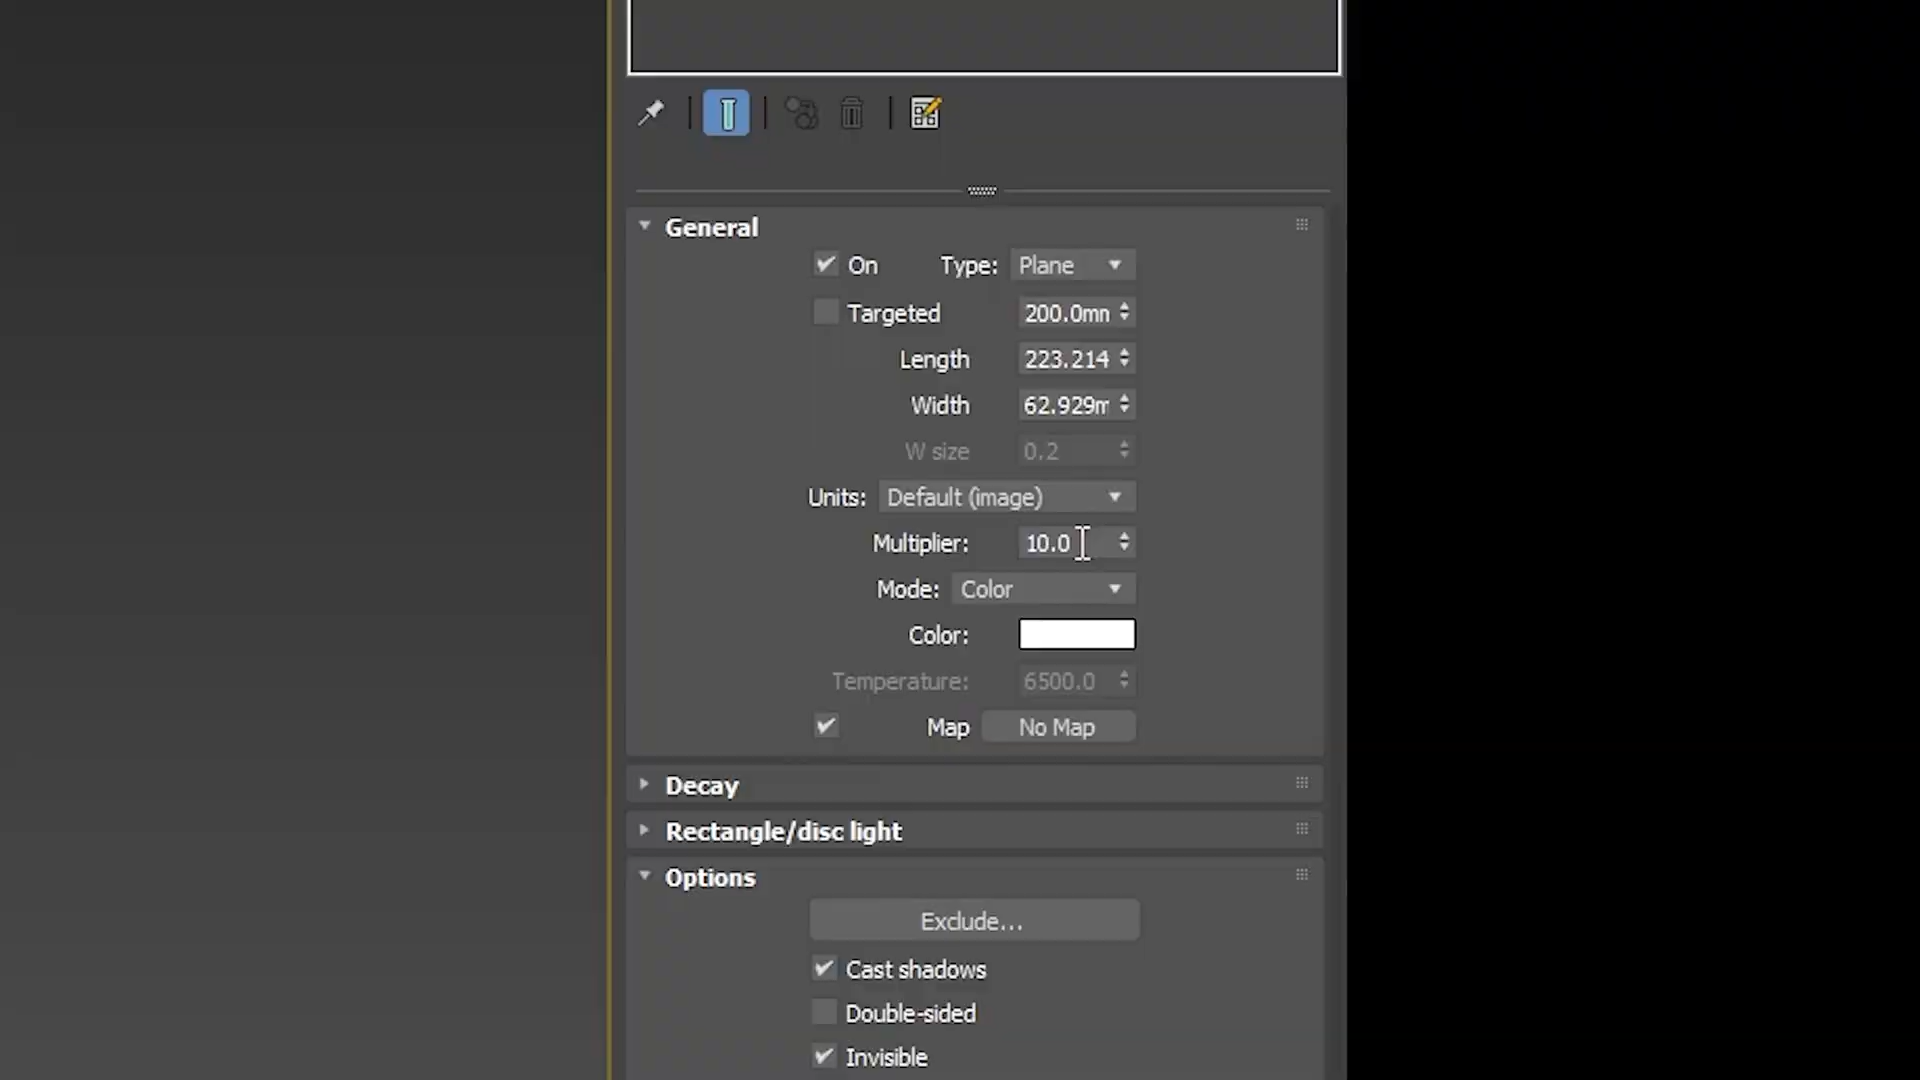 General
On Type: Plane
Targeted 200.0mm
Length 223.214
Width 62.929m
W size 0.2
Units: Default (image)
Multiplier: 10.0
Mode: Color
Color:
Temperature: 6500.0
Map No Map
Decay
Rectangle/disc light
Options
Exclude...
Cast shadows
Double-sided
Invisible